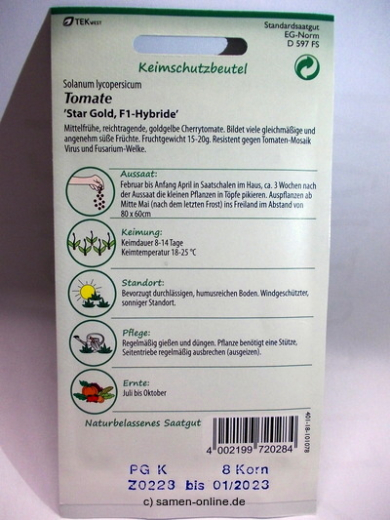 TEK WEST
Standardsaatgut
EG-Norm
D 597 FS
Keimschutzbeutel
Solanum lycopersicum
Tomate
'Star Gold, F1-Hybride'
Mittelfrühe, reichtragende, goldgelbe Cherrytomate. Bildet viele gleichmäßige und
angenehm süße Früchte. Fruchtgewicht 15-20g. Resistent gegen Tomaten-Mosaik
Virus und Fusarium-Welke.
Aussaat:
Februar bis Anfang April in Saatschalen im Haus, ca. 3 Wochen nach
der Aussaat die kleinen Pflanzen in Töpfe pikieren. Auspflanzen ab
Mitte Mai (nach dem letzten Frost) ins Freiland im Abstand von
80 x 60cm
Keimung:
Keimdauer 8-14 Tage
Keimtemperatur 18-25 °C
Standort:
Bevorzugt durchlässigen, humusreichen Boden. Windgeschützter,
sonniger Standort.
Pflege:
Regelmäßig gießen und düngen. Pflanze benötigt eine Stütze.
Seitentriebe regelmäßig ausbrechen (ausgeizen).
Ernte:
Juli bis Oktober
Naturbelassenes Saatgut
4 002199 720284
401-18-101078
PG K 8 Korn
Z0223 bis 01/2023
c) samen-online.de